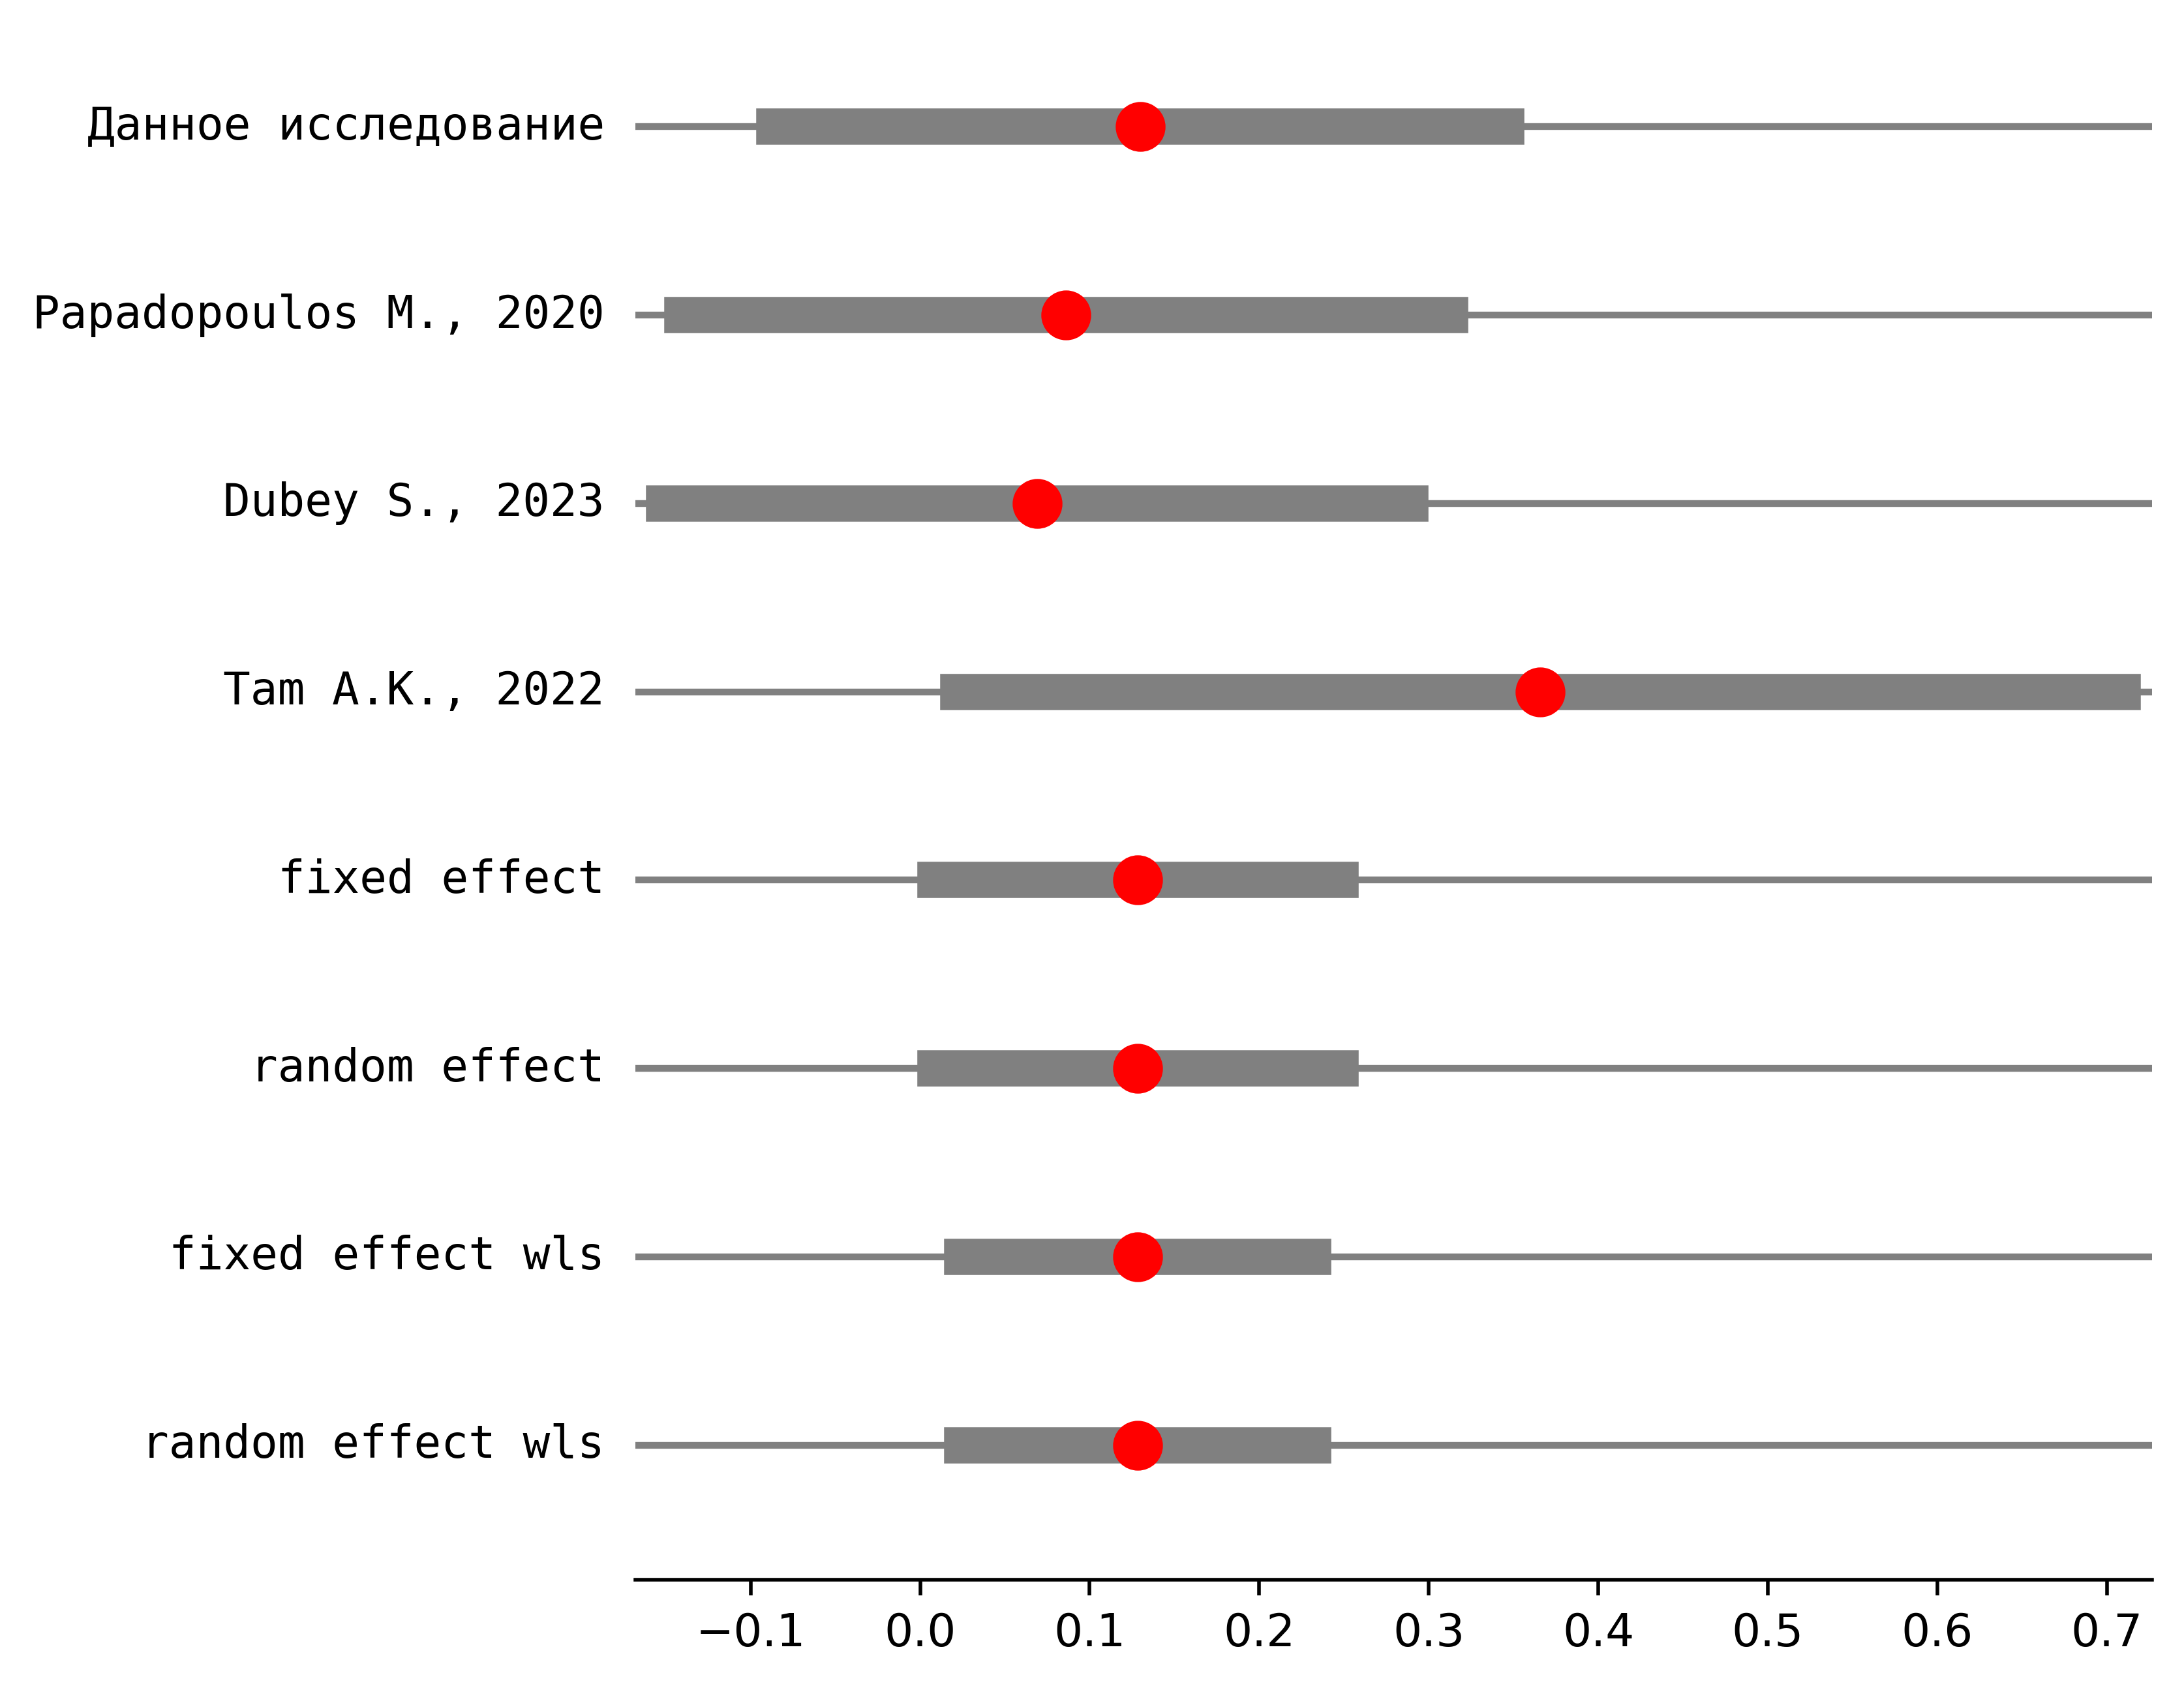 Данное исследование
Papadopoulos M., 2020
Dubey S., 2023
Tam A.K., 2022
fixed effect
random effect
fixed effect wls
random effect wls
−0.1 0.0 0.1 0.2 0.3 0.4 0.5 0.6 0.7